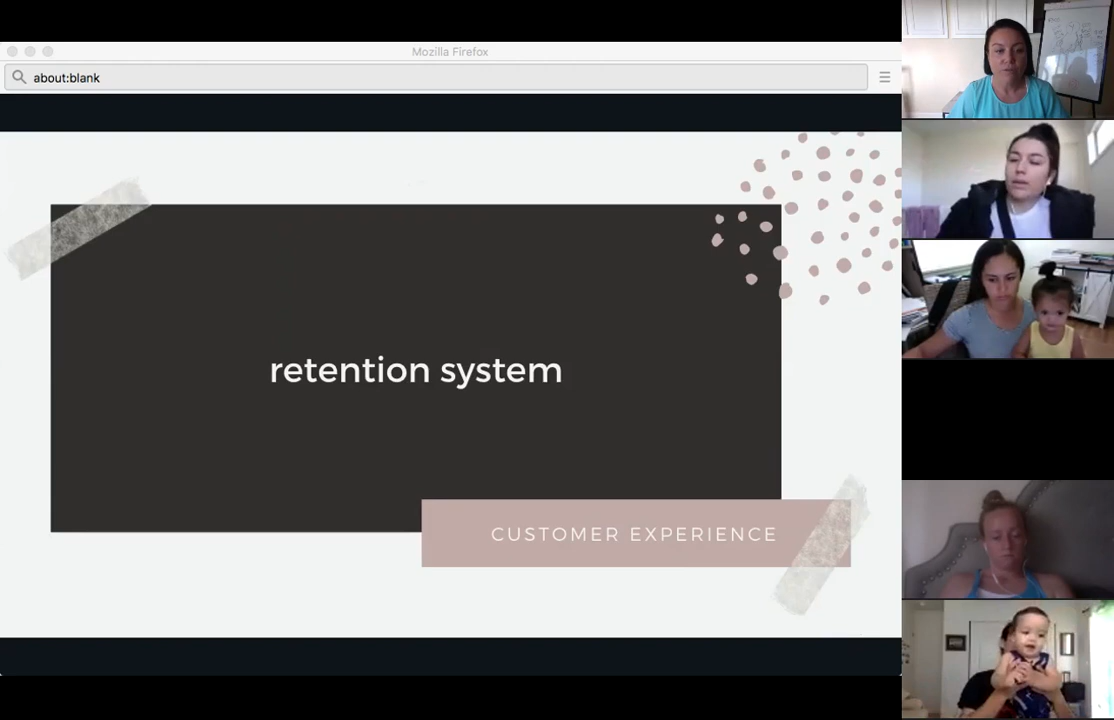 Mozilla Firefox
about:blank
retention system
CUSTOMER EXPERIENCE